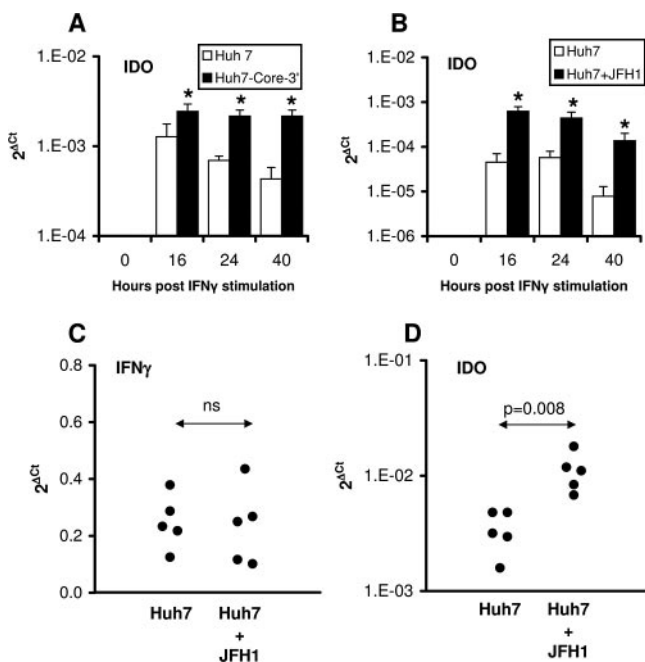 A
IDO
Huh 7
Huh7-Core-3'
1.E-02
1.E-03
1.E-04
2ΔCt
* * *
0 16 24 40
Hours post IFNγ stimulation
B
IDO
Huh7
Huh7+JFH1
1.E-02
1.E-03
1.E-04
1.E-05
1.E-06
2ΔCt
* * *
0 16 24 40
Hours post IFNγ stimulation
C
IFNγ
0.8
0.6
0.4
0.2
0.0
2ΔCt
ns
Huh7 Huh7
+
JFH1
D
IDO
1.E-01
1.E-02
1.E-03
2ΔCt
p=0.008
Huh7 Huh7
+
JFH1